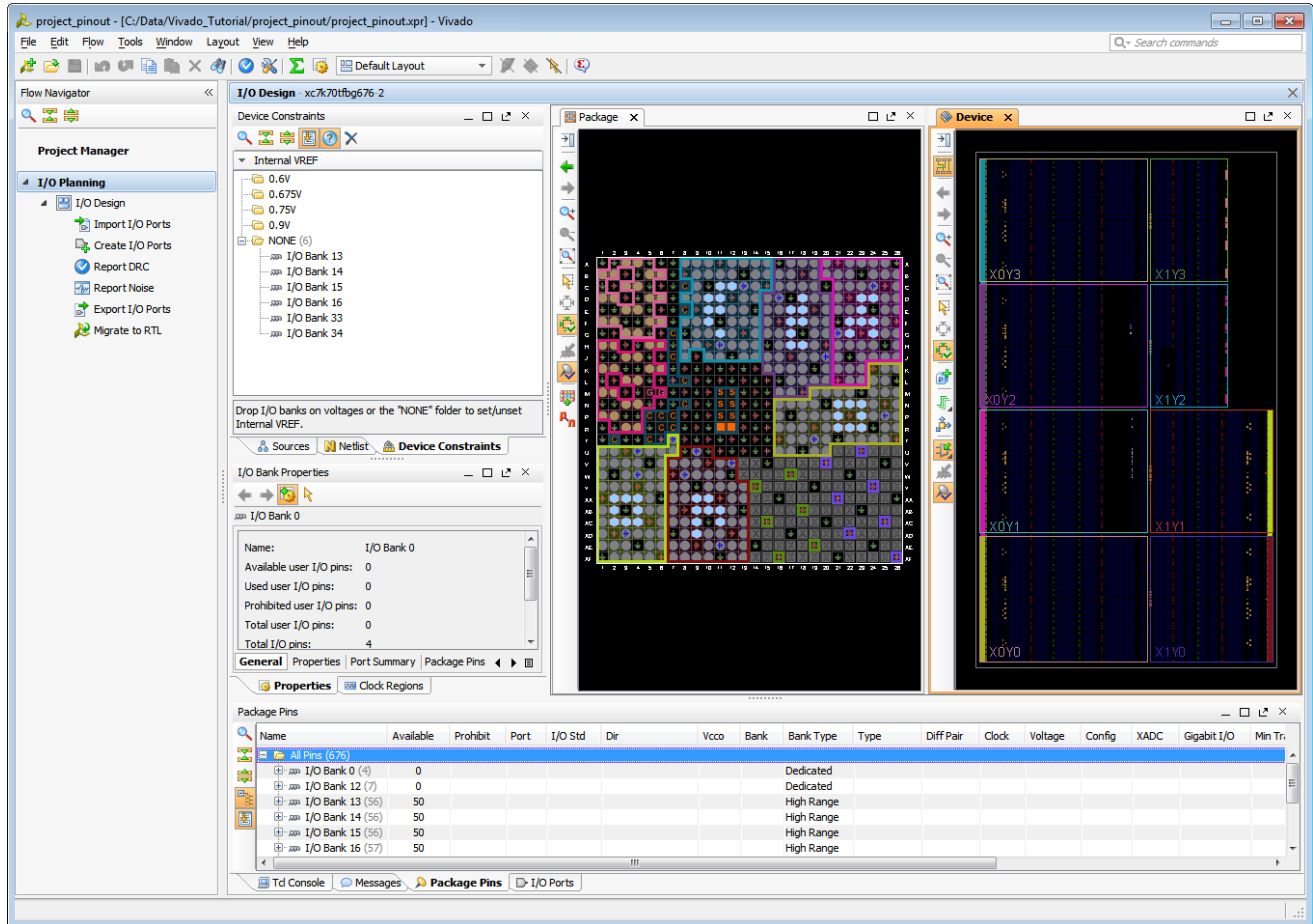 project_pinout - [C:/Data/Vivado_Tutorial/project_pinout/project_pinout.xpr] - Vivado
File Edit Flow Tools Window Layout View Help
Search commands
Default Layout
Flow Navigator
Project Manager
I/O Planning
I/O Design
Import I/O Ports
Create I/O Ports
Report DRC
Report Noise
Export I/O Ports
Migrate to RTL
I/O Design - xc7k70tfbg676-2
Device Constraints
Internal VREF
0.6V
0.675V
0.75V
0.9V
NONE (6)
I/O Bank 13
I/O Bank 14
I/O Bank 15
I/O Bank 16
I/O Bank 33
I/O Bank 34
Drop I/O banks on voltages or the "NONE" folder to set/unset
Internal VREF.
Sources Netlist Device Constraints
I/O Bank Properties
I/O Bank 0
Name: I/O Bank 0
Available user I/O pins: 0
Used user I/O pins: 0
Prohibited user I/O pins: 0
Total user I/O pins: 0
Total I/O pins: 4
General Properties Port Summary Package Pins
Properties Clock Regions
Package
Device
X0Y3 X1Y3
X0Y2 X1Y2
X0Y1 X1Y1
X0Y0 X1Y0
Package Pins
Name Available Prohibit Port I/O Std Dir Vcco Bank Bank Type Type Diff Pair Clock Voltage Config XADC Gigabit I/O Min
All Pins (676)
I/O Bank 0 (4) 0 Dedicated
I/O Bank 12 (7) 0 Dedicated
I/O Bank 13 (56) 50 High Range
I/O Bank 14 (56) 50 High Range
I/O Bank 15 (56) 50 High Range
I/O Bank 16 (57) 50 High Range
Tcl Console Messages Package Pins I/O Ports